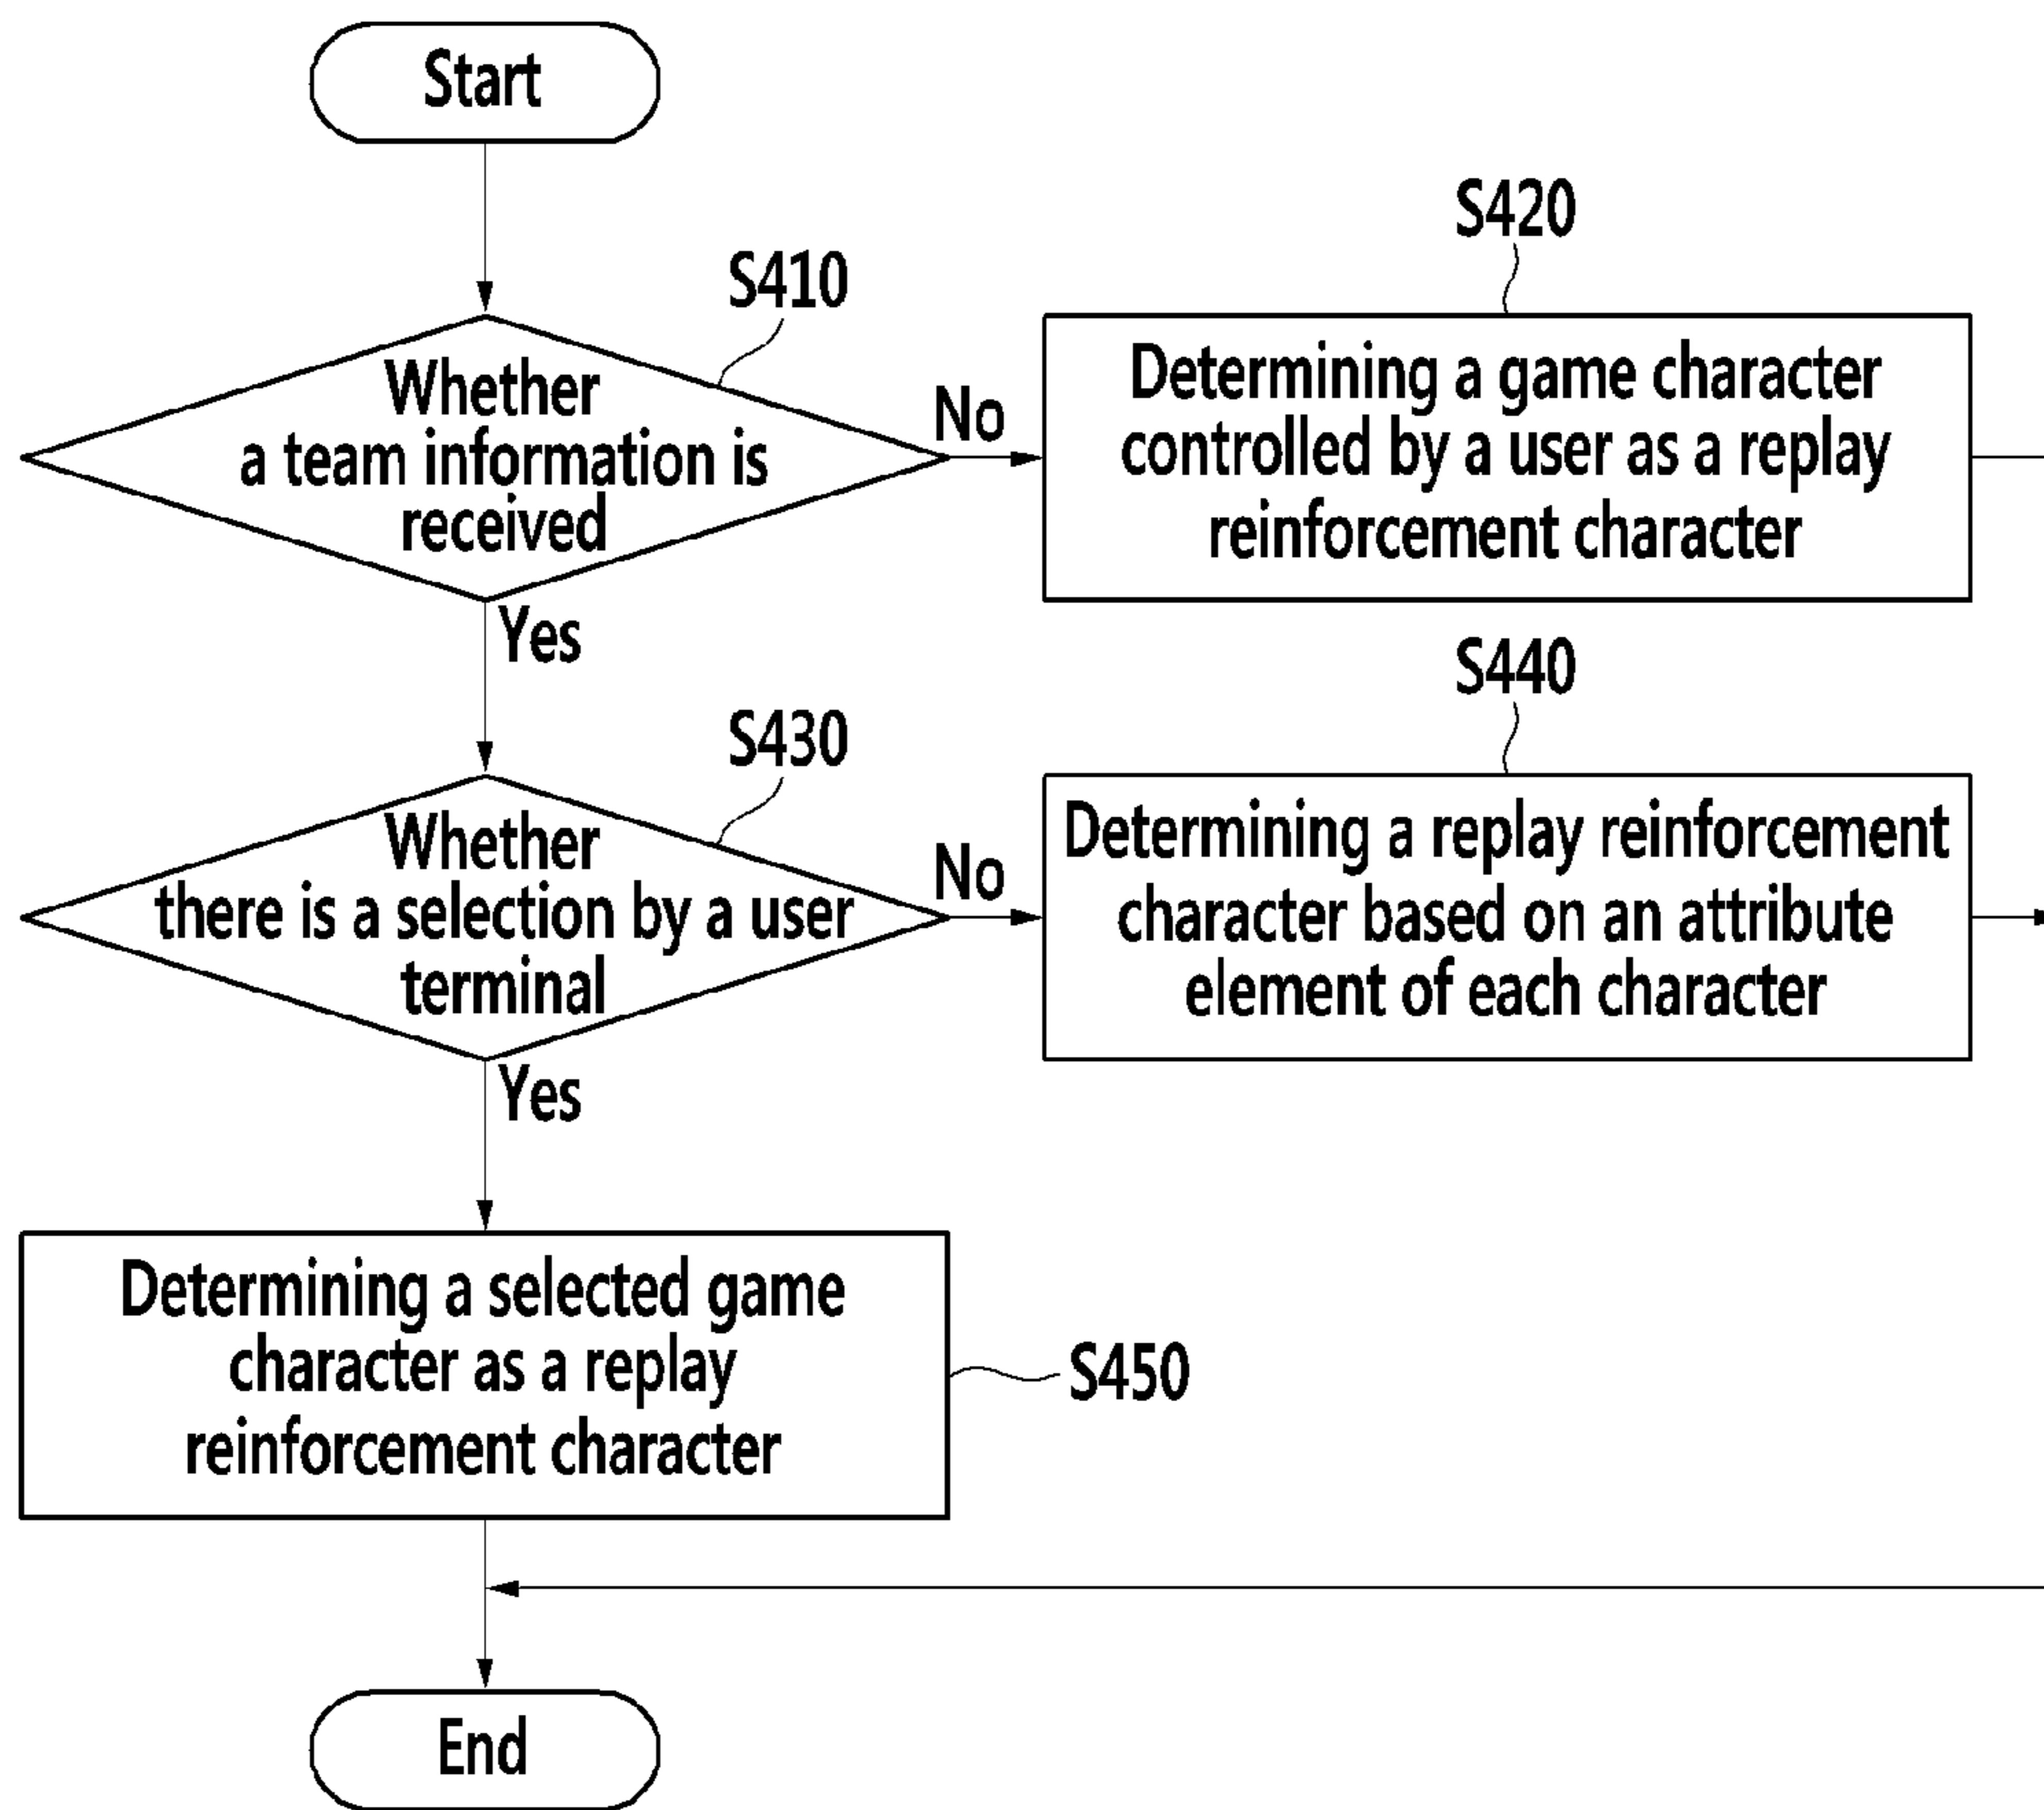 Start
S410
Whether
a team information is
received
No
S420
Determining a game character
controlled by a user as a replay
reinforcement character
Yes
S430
Whether
there is a selection by a user
terminal
No
S440
Determining a replay reinforcement
character based on an attribute
element of each character
Yes
Determining a selected game
character as a replay
reinforcement character
S450
End